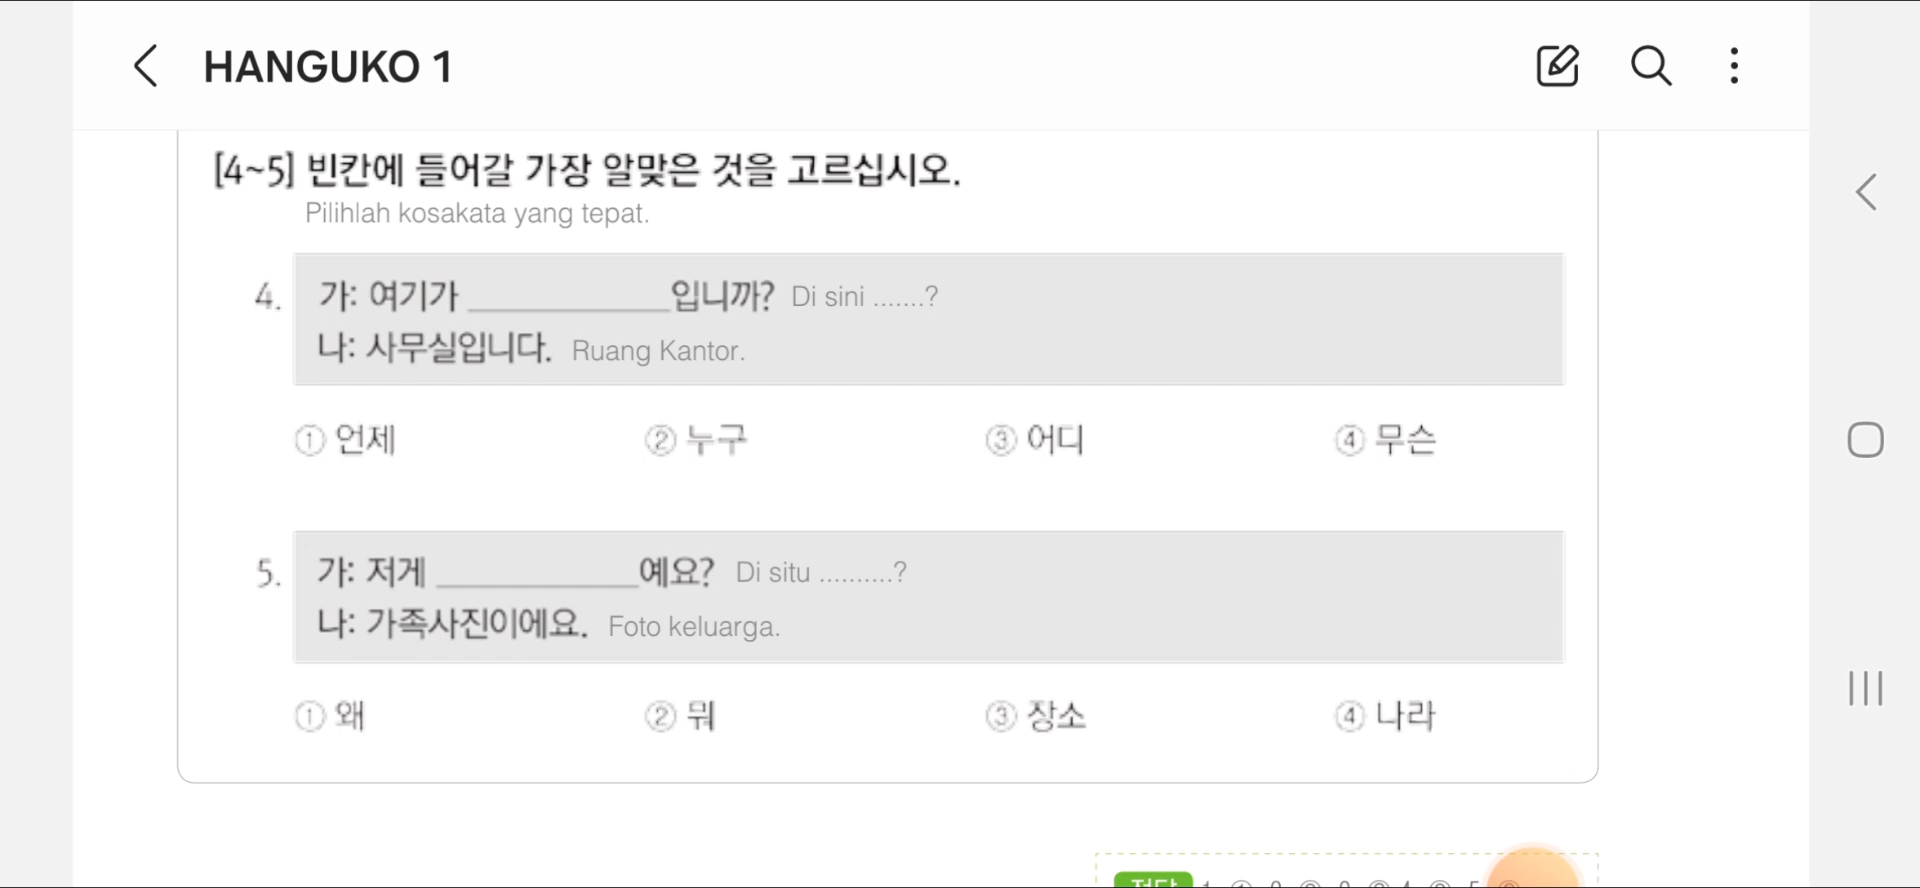 HANGUKO 1
[4~5] 빈칸에 들어갈 가장 알맞은 것을 고르십시오.
Pilihlah kosakata yang tepat.
4. 가: 여기가 __________입니까? Di sini .......?
나: 사무실입니다. Ruang Kantor.
① 언제 ② 누구 ③ 어디 ④ 무슨
5. 가: 저게 __________예요? Di situ ..........?
나: 가족사진이에요. Foto keluarga.
① 왜 ② 뭐 ③ 장소 ④ 나라